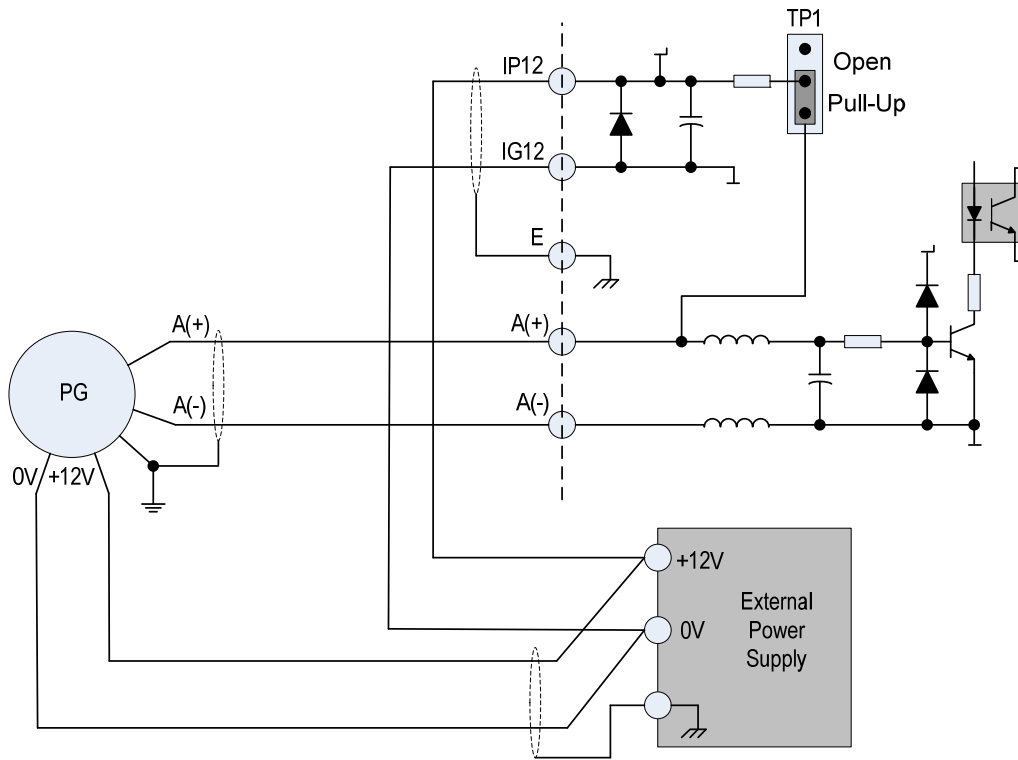 TP1
IP12
Open
Pull-Up
IG12
E
A(+)
A(+)
PG
A(-)
A(-)
0V
+12V
+12V
External
Power
Supply
0V